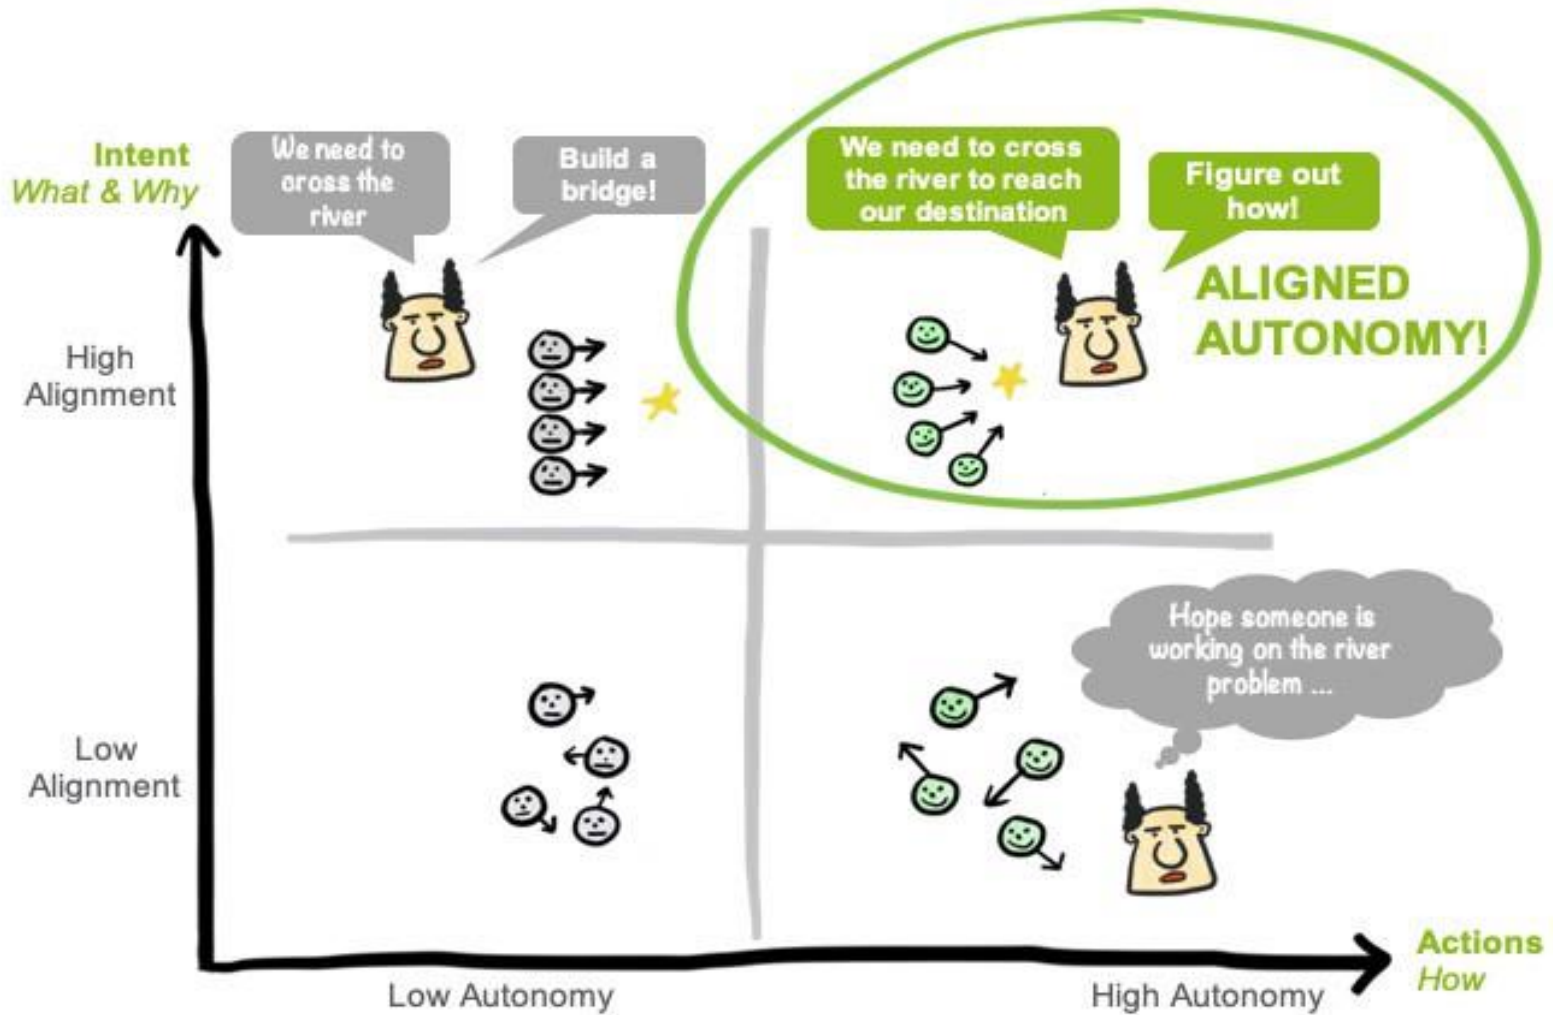 Intent
What & Why
We need to
cross the
river
Build a
bridge!
We need to cross
the river to reach
our destination
Figure out
how!
ALIGNED
AUTONOMY!
High
Alignment
Hope someone is
working on the river
problem ...
Low
Alignment
Low Autonomy
High Autonomy
Actions
How